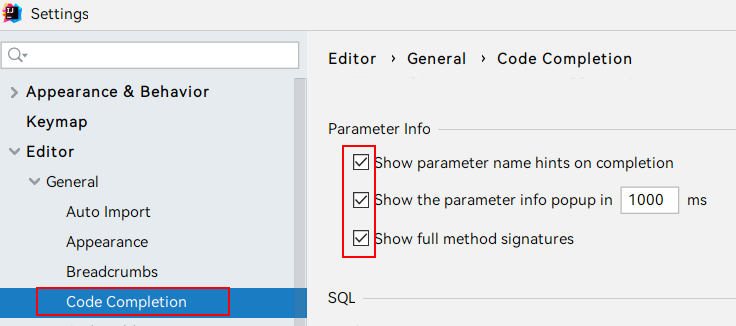 Settings
Appearance & Behavior
Keymap
Editor
General
Auto Import
Appearance
Breadcrumbs
Code Completion
Editor › General › Code Completion
Parameter Info
Show parameter name hints on completion
Show the parameter info popup in 1000 ms
Show full method signatures
SQL